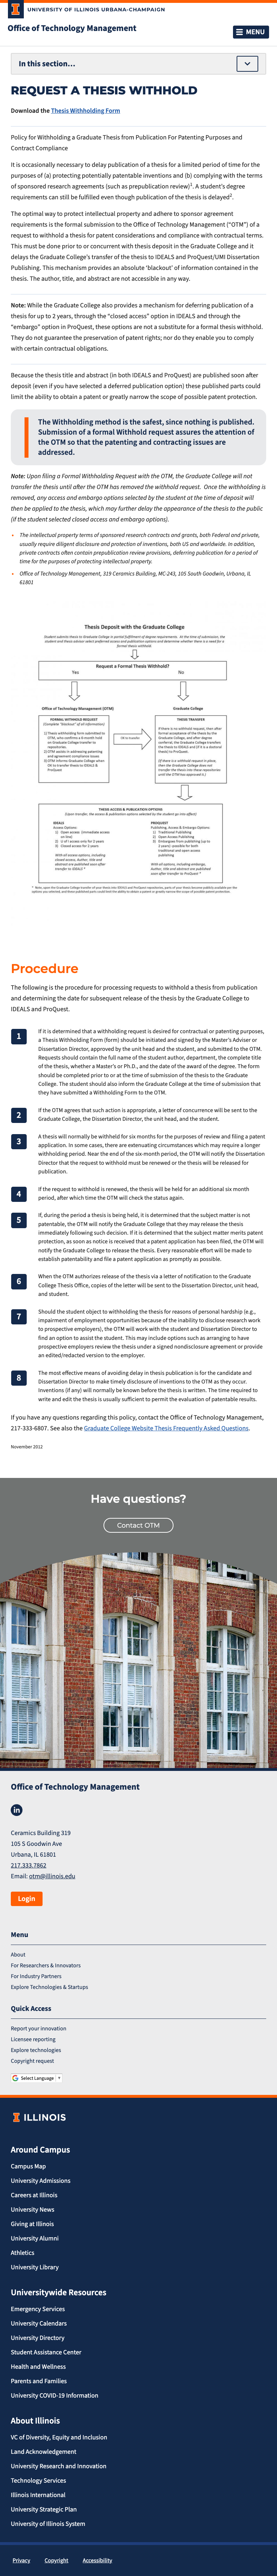 UNIVERSITY OF ILLINOIS URBANA-CHAMPAIGN
Office of Technology Management
MENU
In this section...
REQUEST A THESIS WITHHOLD
Download the Thesis Withholding Form
Policy for Withholding a Graduate Thesis from Publication For Patenting Purposes and
Contract Compliance
It is occasionally necessary to delay publication of a thesis for a limited period of time for the
purposes of (a) protecting potentially patentable inventions and (b) complying with the terms
of sponsored research agreements (such as prepublication review)1. A student's degree
requirements can still be fulfilled even though publication of the thesis is delayed2.
The optimal way to protect intellectual property and adhere to sponsor agreement
requirements is a formal submission to the Office of Technology Management ("OTM") of a
request to withhold a thesis for patent considerations and compliance with contractual terms.
This must be done prior to or concurrent with thesis deposit with the Graduate College and it
delays the Graduate College's transfer of the thesis to IDEALS and ProQuest/UMI Dissertation
Publishing. This mechanism provides an absolute 'blackout' of all information contained in the
thesis. The author, title, and abstract are not accessible in any way.
Note: While the Graduate College also provides a mechanism for deferring publication of a
thesis for up to 2 years, through the "closed access" option in IDEALS and through the
"embargo" option in ProQuest, these options are not a substitute for a formal thesis withhold.
They do not guarantee the preservation of patent rights; nor do they ensure you comply
with certain contractual obligations.
Because the thesis title and abstract (in both IDEALS and ProQuest) are published soon after
deposit (even if you have selected a deferred publication option) these published parts could
limit the ability to obtain a patent or greatly narrow the scope of possible patent protection.
The Withholding method is the safest, since nothing is published.
Submission of a formal Withhold request assures the attention of
the OTM so that the patenting and contracting issues are
addressed.
Note: Upon filing a formal Withholding Request with the OTM, the Graduate College will not
transfer the thesis until after the OTM has removed the withhold request. Once the withholding is
removed, any options a student selected when depositing the thesis with the Graduate College will
then be applied to the thesis, which may further delay the appearance of the thesis to the public
(if the student selected closed access and embargo options).
• The intellectual property terms of sponsored research contracts and grants, both Federal and private,
usually require diligent disclosure and protection of inventions, both US and worldwide. In addition,
private contracts often contain prepublication review provisions, deferring publication for a period of
time for the purposes of protecting intellectual property.
• Office of Technology Management, 319 Ceramics Building, MC-243, 105 South Goodwin, Urbana, IL
61801
Thesis Deposit with the Graduate College
Request a Formal Thesis Withhold?
Yes
No
Office of Technology Management (OTM)
Graduate College
FORMAL WITHHOLD REQUEST
THESIS TRANSFER
THESIS ACCESS & PUBLICATION OPTIONS
IDEALS
PROQUEST
Access Options:
Publishing, Access & Embargo Options
Procedure
The following is the procedure for processing requests to withhold a thesis from publication
and determining the date for subsequent release of the thesis by the Graduate College to
IDEALS and ProQuest.
1
If it is determined that a withholding request is desired for contractual or patenting purposes,
a Thesis Withholding Form (form) should be initiated and signed by the Master's Adviser or
Dissertation Director, approved by the unit head and student, and submitted to the OTM.
Requests should contain the full name of the author/ubearer, department, the complete title
of the thesis, whether a Master's or Ph.D., and the date of the award of the degree. The form
should be completed prior to or at the time of submission of the thesis to the Graduate
College. The student should also inform the Graduate College at the time of submission that
they have submitted a Withholding Form to the OTM.
2
If the OTM agrees that such action is appropriate, a letter of concurrence will be sent to the
Graduate College, the Dissertation Director, the unit head, and the student.
3
A thesis will normally be withheld for six months for the purposes of review and filing a patent
application. In some cases, there are extenuating circumstances which may require a longer
withholding period. Near the end of the six-month period, the OTM will notify the Dissertation
Director that the request to withhold must be renewed or the thesis will be released for
publication.
4
If the request to withhold is renewed, the thesis will be held for an additional six month
period, after which time the OTM will check the status again.
5
If, during the period a thesis is being held, it is determined that the subject matter is not
patentable, the OTM will notify the Graduate College that they may release the thesis
immediately following such decision. If it is determined that the subject matter merits patent
protection, as soon as notice is received that a patent application has been filed, the OTM will
notify the Graduate College to release the thesis. Every reasonable effort will be made to
establish patentability and file a patent application as promptly as possible.
6
When the OTM authorizes release of the thesis via a letter of notification to the Graduate
College Thesis Office, copies of the letter will be sent to the Dissertation Director, unit head,
and student.
7
Should the student object to withholding the thesis for reasons of personal hardship (e.g.,
impairment of employment opportunities because of the inability to disclose research work
to prospective employers), the OTM will work with the student and Dissertation Director to
find an option to assist the student. This may include options such as arranging to have
prospective employers review the thesis under a signed nondisclosure agreement or provide
an edited/redacted version to the employer.
8
The most effective means of avoiding delay in thesis publication is for the candidate and
Dissertation Director to make timely disclosure of inventions to the OTM as they occur.
Inventions (if any) will normally be known before the thesis is written. The time required to
write and edit the thesis is usually sufficient for preparation and filing of patents.
If you have any questions regarding this policy, contact the Office of Technology Management,
217-333-6807. See also the Graduate College Website Thesis Frequently Asked Questions.
November 2012
Have questions?
Contact OTM
Office of Technology Management
in
Ceramics Building 319
105 S Goodwin Ave
Urbana, IL 61801
217.333.7862
Email: otm@illinois.edu
Login
Menu
About
For Researchers & Innovators
For Industry Partners
Explore Technologies & Startups
Quick Access
Report your innovation
Licensee reporting
Explore technologies
Copyright request
Select Language
ILLINOIS
Around Campus
Campus Map
University Admissions
Careers at Illinois
University News
Giving at Illinois
University Alumni
Athletics
University Library
Universitywide Resources
Emergency Services
University Calendars
University Directory
Student Assistance Center
Health and Wellness
Parents and Families
University COVID-19 Information
About Illinois
VC of Diversity, Equity and Inclusion
Land Acknowledgement
University Research and Innovation
Technology Services
Illinois International
University Strategic Plan
University of Illinois System
Privacy
Copyright
Accessibility